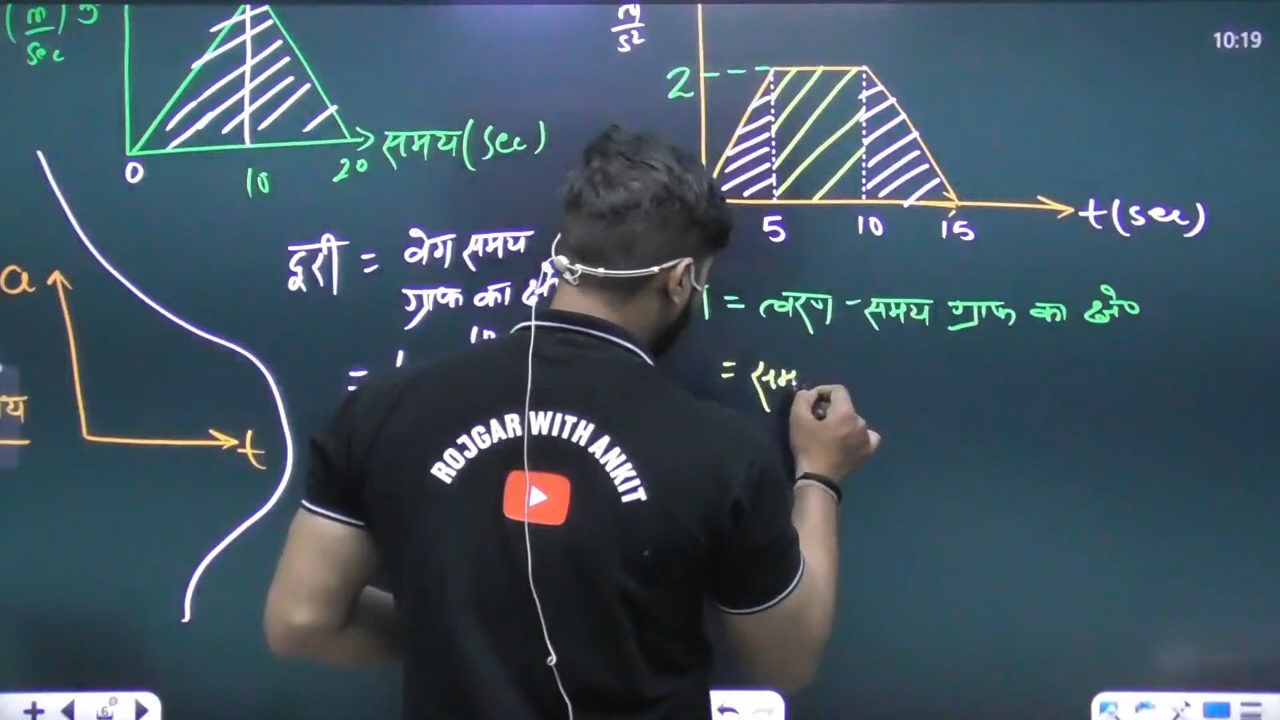 (m/sec)
0
10
20
समय(sec)
दूरी = वेग समय
ग्राफ का
=
a
t
य
m/s²
2
5
10
15
t(sec)
= त्वरण-समय ग्राफ का क्षे०
= सम
10:19
ROJGAR WITH ANKIT